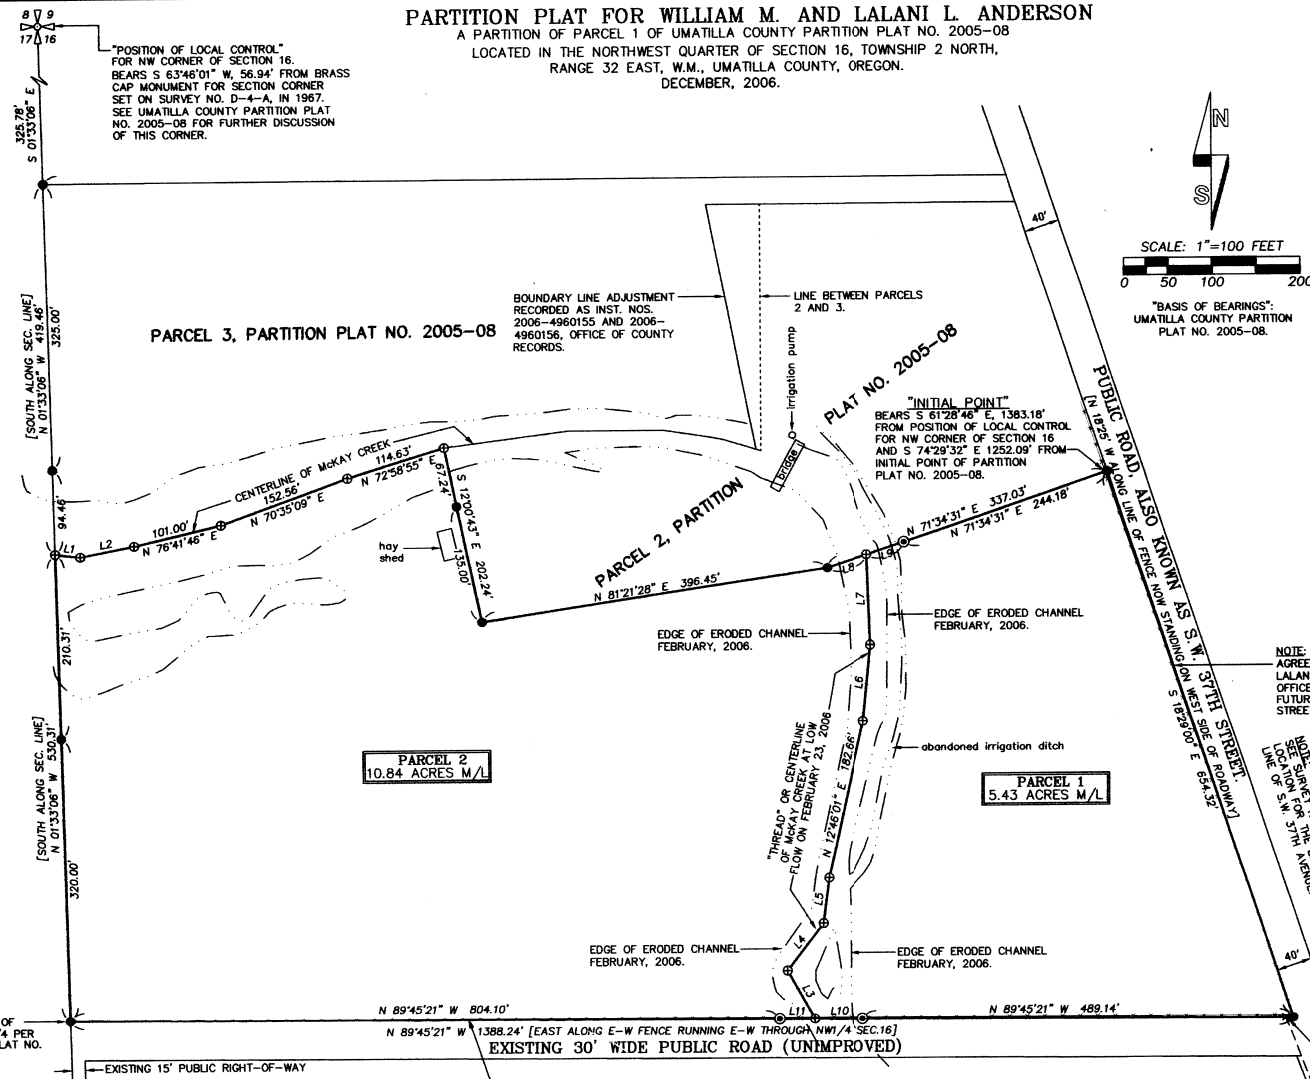 PARTITION PLAT FOR WILLIAM M. AND LALANI L. ANDERSON
A PARTITION OF PARCEL 1 OF UMATILLA COUNTY PARTITION PLAT NO. 2005-08
LOCATED IN THE NORTHWEST QUARTER OF SECTION 16, TOWNSHIP 2 NORTH,
RANGE 32 EAST, W.M., UMATILLA COUNTY, OREGON.
DECEMBER, 2006.
8 9
17 16
"POSITION OF LOCAL CONTROL"
FOR NW CORNER OF SECTION 16.
BEARS S 63°46'01" W, 56.94' FROM BRASS
CAP MONUMENT FOR SECTION CORNER
SET ON SURVEY NO. D-4-A, IN 1967.
SEE UMATILLA COUNTY PARTITION PLAT
NO. 2005-08 FOR FURTHER DISCUSSION
OF THIS CORNER.
325.78'
S 01°33'06" E
N
S
SCALE: 1"=100 FEET
0 50 100 200
"BASIS OF BEARINGS":
UMATILLA COUNTY PARTITION
PLAT NO. 2005-08.
40'
BOUNDARY LINE ADJUSTMENT
RECORDED AS INST. NOS.
2006-4960155 AND 2006-
4960156, OFFICE OF COUNTY
RECORDS.
LINE BETWEEN PARCELS
2 AND 3.
PARCEL 3, PARTITION PLAT NO. 2005-08
[SOUTH ALONG SEC. LINE]
N 01°33'06" W 419.46'
325.00'
94.46'
irrigation pump
bridge
PARCEL 2, PARTITION
PLAT NO. 2005-08
"INITIAL POINT"
BEARS S 61°28'46" E, 1383.18'
FROM POSITION OF LOCAL CONTROL
FOR NW CORNER OF SECTION 16
AND S 74°29'32" E 1252.09' FROM
INITIAL POINT OF PARTITION
PLAT NO. 2005-08.
PUBLIC ROAD, ALSO KNOWN AS S.W. 37TH STREET.
[N 18°25' W ALONG LINE OF FENCE NOW STANDING ON WEST SIDE OF ROADWAY]
S 18°29'00" E 654.32'
CENTERLINE OF McKAY CREEK
L1
L2
101.00'
N 76°41'46" E
152.56'
N 70°35'09" E
114.63'
N 72°58'55" E
67.24'
S 12°00'43" E 202.24'
135.00'
hay
shed
N 81°21'28" E 396.45'
L8
L9
N 71°34'31" E 337.03'
N 71°34'31" E 244.18'
L7
L6
EDGE OF ERODED CHANNEL
FEBRUARY, 2006.
EDGE OF ERODED CHANNEL
FEBRUARY, 2006.
NOTE:
AGREE
LALAN
OFFICE
FUTUR
STREE
210.31'
[SOUTH ALONG SEC. LINE]
N 01°33'06" W 530.31'
320.00'
PARCEL 2
10.84 ACRES M/L
"THREAD" OR CENTERLINE
OF McKAY CREEK AT LOW
FLOW ON FEBRUARY 23, 2006
N 12°46'01" E 182.66'
abandoned irrigation ditch
PARCEL 1
5.43 ACRES M/L
NOTE:
SEE SURVEY
LOCATION FOR THE
LINE OF S.W. 37TH AVENUE.
L5
L4
L3
EDGE OF ERODED CHANNEL
FEBRUARY, 2006.
EDGE OF ERODED CHANNEL
FEBRUARY, 2006.
40'
OF
/4 PER
LAT NO.
N 89°45'21" W 804.10'
L11
L10
N 89°45'21" W 489.14'
N 89°45'21" W 1388.24' [EAST ALONG E-W FENCE RUNNING E-W THROUGH NW1/4 SEC.16]
EXISTING 30' WIDE PUBLIC ROAD (UNIMPROVED)
EXISTING 15' PUBLIC RIGHT-OF-WAY